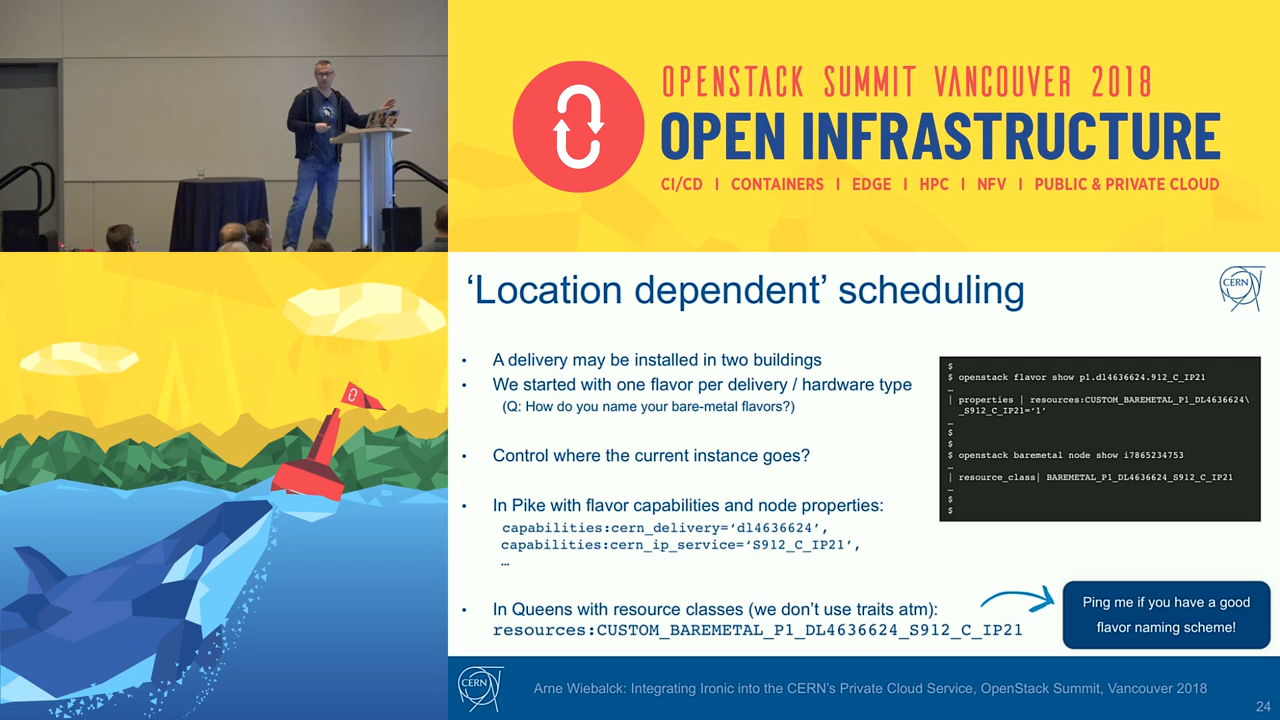 OPENSTACK SUMMIT VANCOUVER 2018
OPEN INFRASTRUCTURE
CI/CD | CONTAINERS | EDGE | HPC | NFV | PUBLIC & PRIVATE CLOUD
‘Location dependent’ scheduling
CERN
• A delivery may be installed in two buildings
• We started with one flavor per delivery / hardware type
(Q: How do you name your bare-metal flavors?)
• Control where the current instance goes?
• In Pike with flavor capabilities and node properties:
capabilities:cern_delivery=‘dl4636624’,
capabilities:cern_ip_service=‘S912_C_IP21’,
…
• In Queens with resource classes (we don’t use traits atm):
resources:CUSTOM_BAREMETAL_P1_DL4636624_S912_C_IP21
$
$ openstack flavor show p1.dl4636624.912_C_IP21
…
| properties | resources:CUSTOM_BAREMETAL_P1_DL4636624\
_S912_C_IP21=‘1’
…
$
$
$ openstack baremetal node show i7865234753
…
| resource_class| BAREMETAL_P1_DL4636624_S912_C_IP21
…
$
$
Ping me if you have a good
flavor naming scheme!
CERN
Arne Wiebalck: Integrating Ironic into the CERN’s Private Cloud Service, OpenStack Summit, Vancouver 2018
24